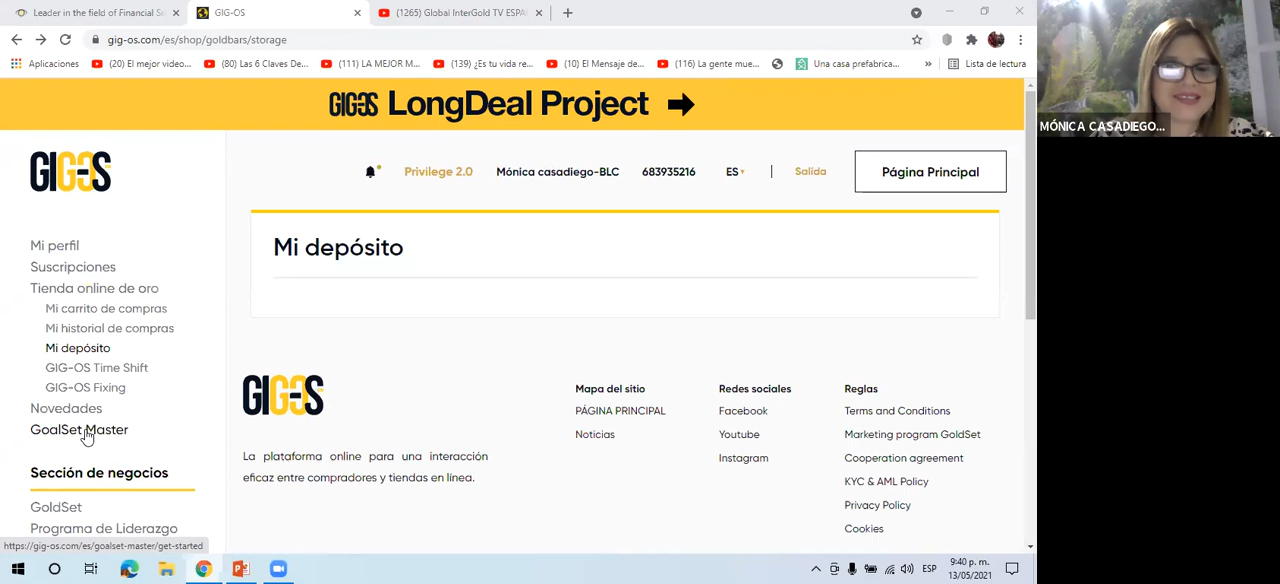 Leader in the field of Financial Se
GIG-OS
(1265) Global InterGold TV ESPA
gig-os.com/es/shop/goldbars/storage
Aplicaciones
(20) El mejor video...
(80) Las 6 Claves De...
(111) LA MEJOR M...
(139) ¿Es tu vida re...
(10) El Mensaje de...
(116) La gente mue...
Una casa prefabrica...
»
Lista de lectura
GIGOS LongDeal Project
MÓNICA CASADIEGO...
GIGOS
Privilege 2.0
Mónica casadiego-BLC
683935216
ES
Salida
Página Principal
Mi depósito
Mi perfil
Suscripciones
Tienda online de oro
Mi carrito de compras
Mi historial de compras
Mi depósito
GIG-OS Time Shift
GIG-OS Fixing
Novedades
GoalSet Master
Sección de negocios
GoldSet
Programa de Liderazgo
https://gig-os.com/es/goalset-master/get-started
GIGOS
La plataforma online para una interacción
eficaz entre compradores y tiendas en línea.
Mapa del sitio
PÁGINA PRINCIPAL
Noticias
Redes sociales
Facebook
Youtube
Instagram
Reglas
Terms and Conditions
Marketing program GoldSet
Cooperation agreement
KYC & AML Policy
Privacy Policy
Cookies
ESP
9:40 p. m.
13/05/2021